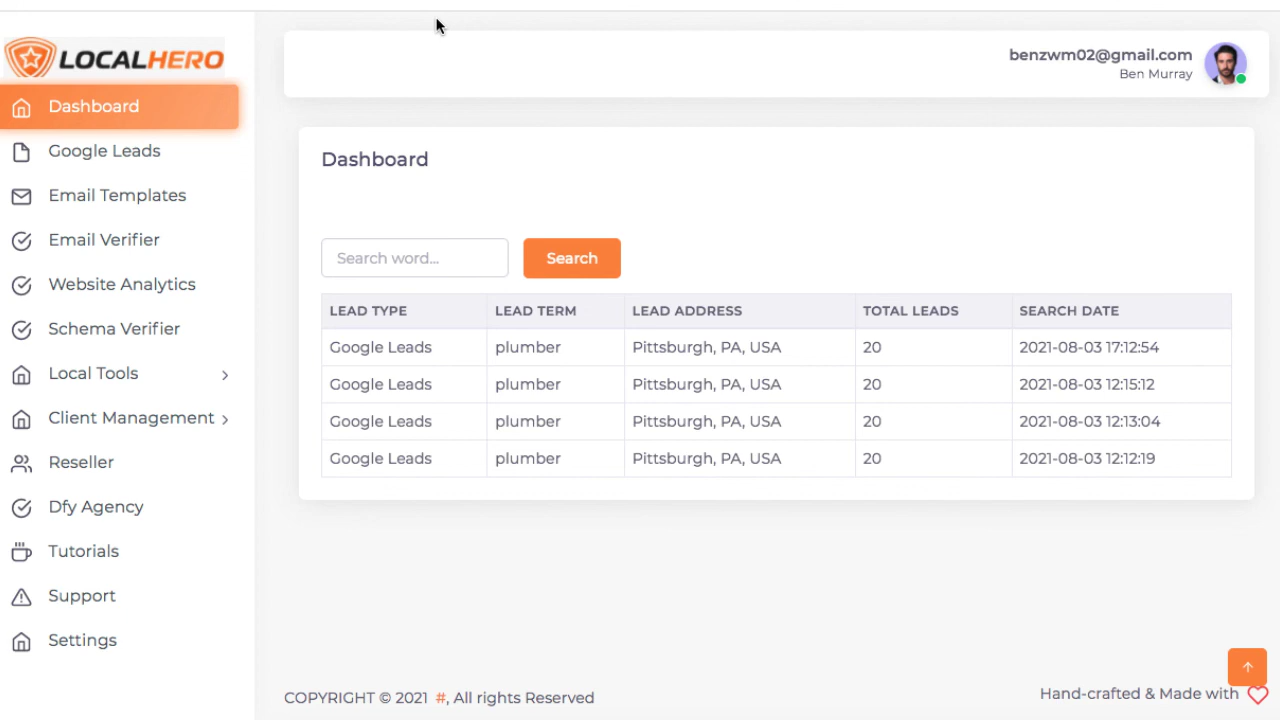 LOCALHERO
benzwm02@gmail.com
Ben Murray
Dashboard
Google Leads
Email Templates
Email Verifier
Website Analytics
Schema Verifier
Local Tools
Client Management
Reseller
Dfy Agency
Tutorials
Support
Settings
Dashboard
Search word... Search
LEAD TYPE LEAD TERM LEAD ADDRESS TOTAL LEADS SEARCH DATE
Google Leads plumber Pittsburgh, PA, USA 20 2021-08-03 17:12:54
Google Leads plumber Pittsburgh, PA, USA 20 2021-08-03 12:15:12
Google Leads plumber Pittsburgh, PA, USA 20 2021-08-03 12:13:04
Google Leads plumber Pittsburgh, PA, USA 20 2021-08-03 12:12:19
COPYRIGHT © 2021 #, All rights Reserved
Hand-crafted & Made with